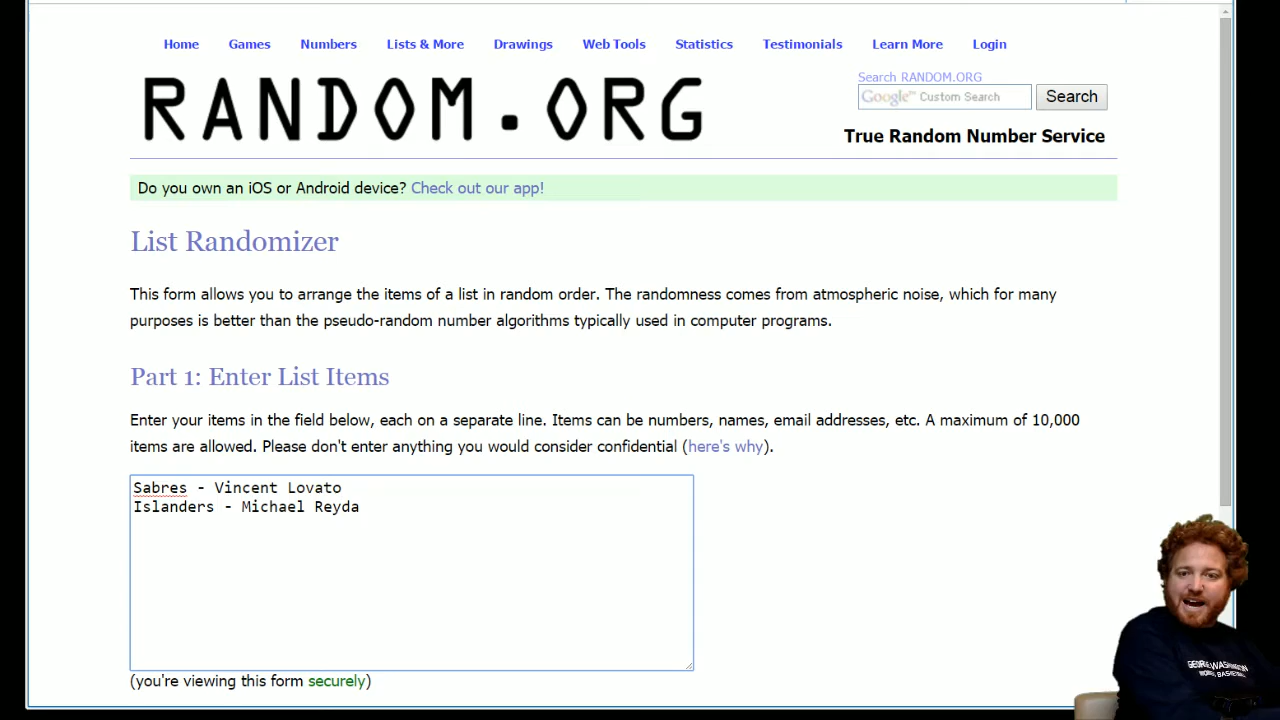 Home Games Numbers Lists & More Drawings Web Tools Statistics Testimonials Learn More Login
RANDOM.ORG
Search RANDOM.ORG
Google™ Custom Search Search
True Random Number Service
Do you own an iOS or Android device? Check out our app!
List Randomizer
This form allows you to arrange the items of a list in random order. The randomness comes from atmospheric noise, which for many
purposes is better than the pseudo-random number algorithms typically used in computer programs.
Part 1: Enter List Items
Enter your items in the field below, each on a separate line. Items can be numbers, names, email addresses, etc. A maximum of 10,000
items are allowed. Please don't enter anything you would consider confidential (here's why).
Sabres - Vincent Lovato
Islanders - Michael Reyda
(you're viewing this form securely)
GEORGE WASHINGTON
BASKETBALL